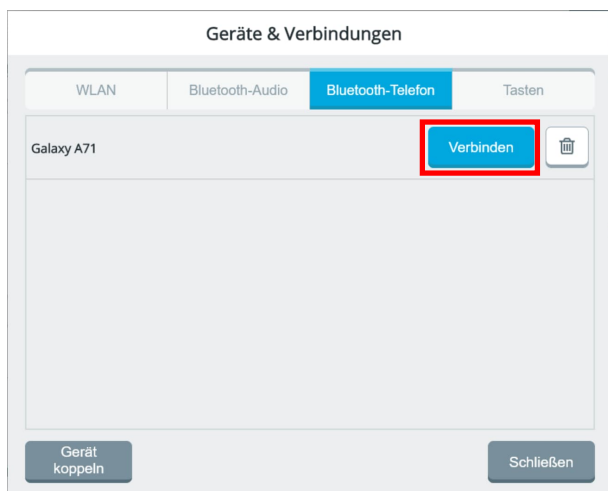 Geräte & Verbindungen
WLAN
Bluetooth-Audio
Bluetooth-Telefon
Tasten
Galaxy A71
Verbinden
Gerät
koppeln
Schließen